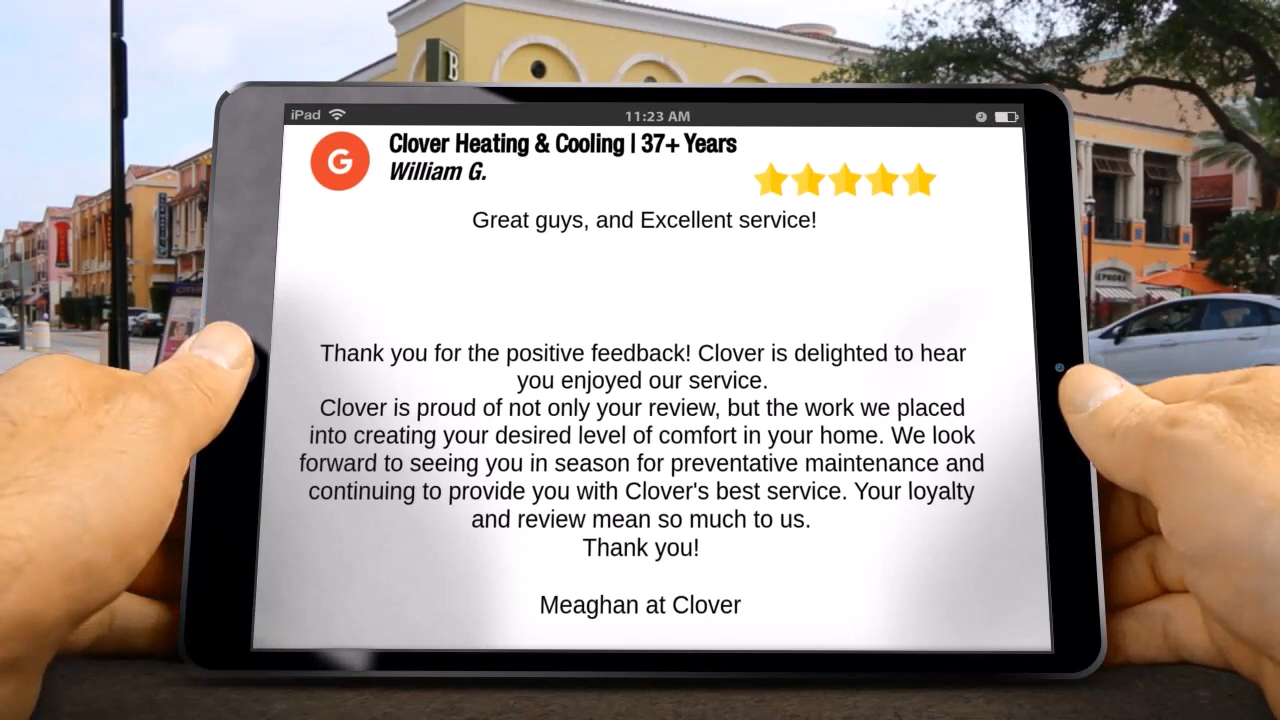 B
iPad
11:23 AM
G
Clover Heating & Cooling | 37+ Years
William G.
Great guys, and Excellent service!
Thank you for the positive feedback! Clover is delighted to hear
you enjoyed our service.
Clover is proud of not only your review, but the work we placed
into creating your desired level of comfort in your home. We look
forward to seeing you in season for preventative maintenance and
continuing to provide you with Clover's best service. Your loyalty
and review mean so much to us.
Thank you!
Meaghan at Clover
SEPHORA